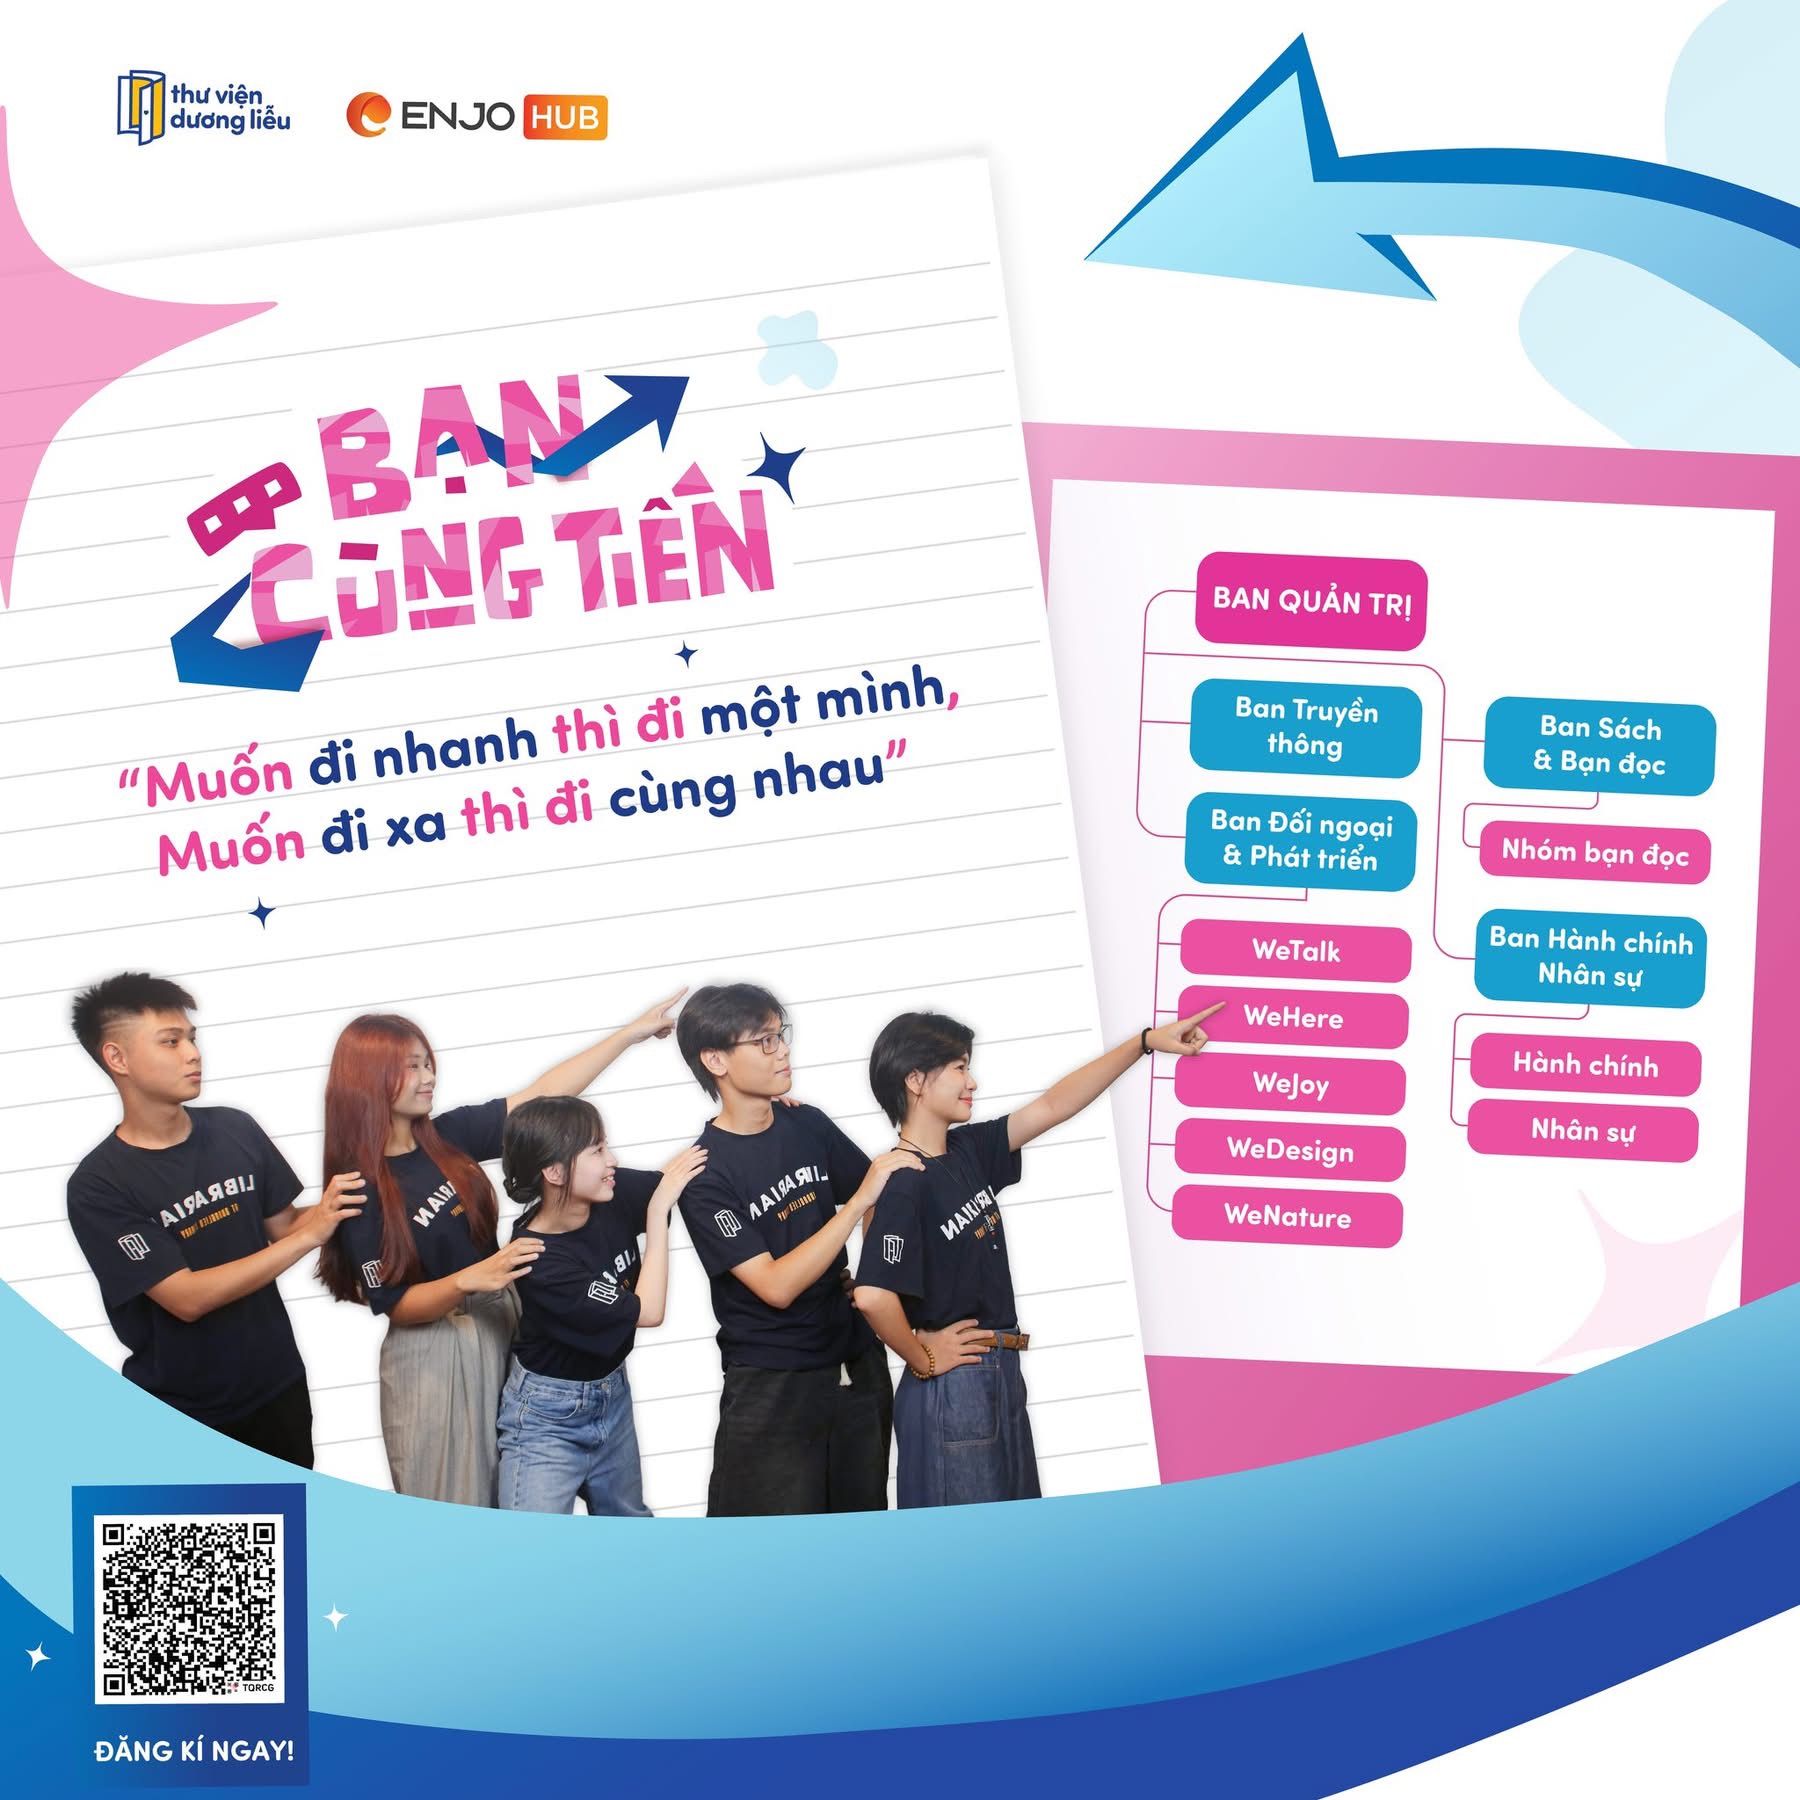 thư viện
dương liễu
ENJO HUB
BẠN
CÙNG TIẾN
“Muốn đi nhanh thì đi một mình,
Muốn đi xa thì đi cùng nhau”
BAN QUẢN TRỊ
Ban Truyền
thông
Ban Đối ngoại
& Phát triển
WeTalk
WeHere
WeJoy
WeDesign
WeNature
Ban Sách
& Bạn đọc
Nhóm bạn đọc
Ban Hành chính
Nhân sự
Hành chính
Nhân sự
LIBRARIAN
TQRCG
ĐĂNG KÍ NGAY!